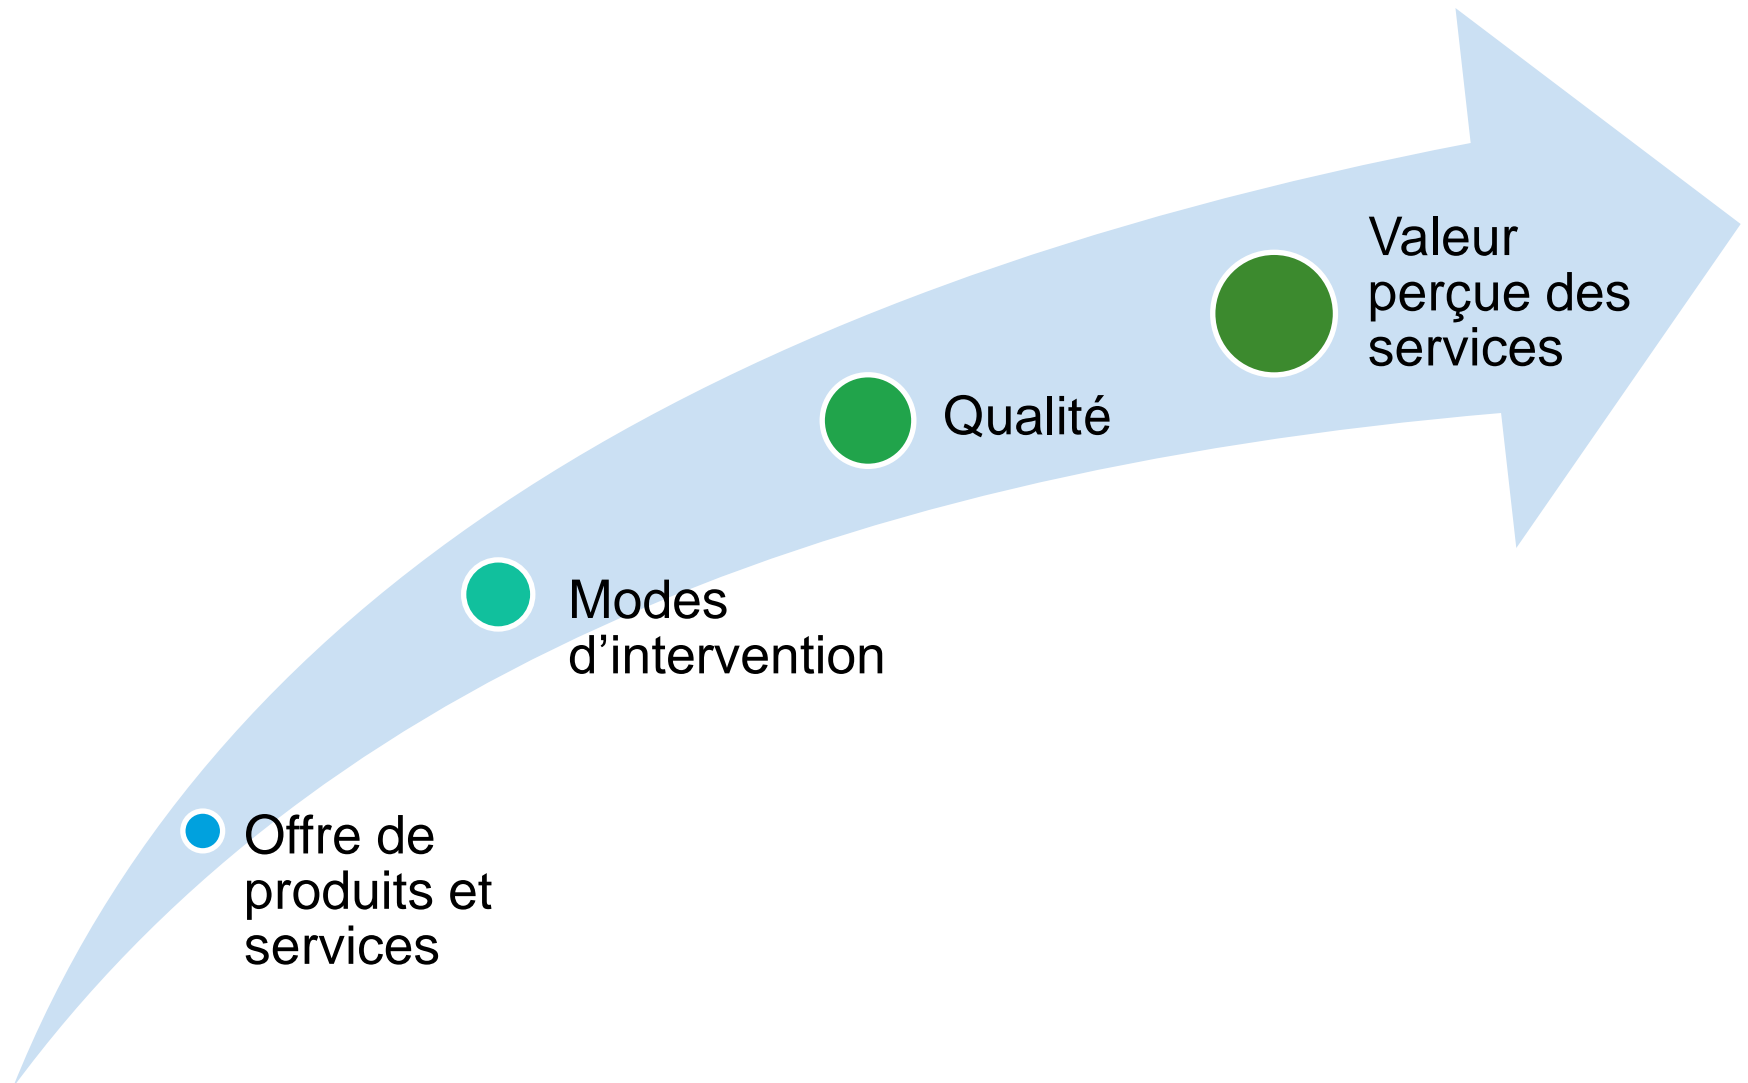 Valeur
perçue des
services
Qualité
Modes
d’intervention
Offre de
produits et
services